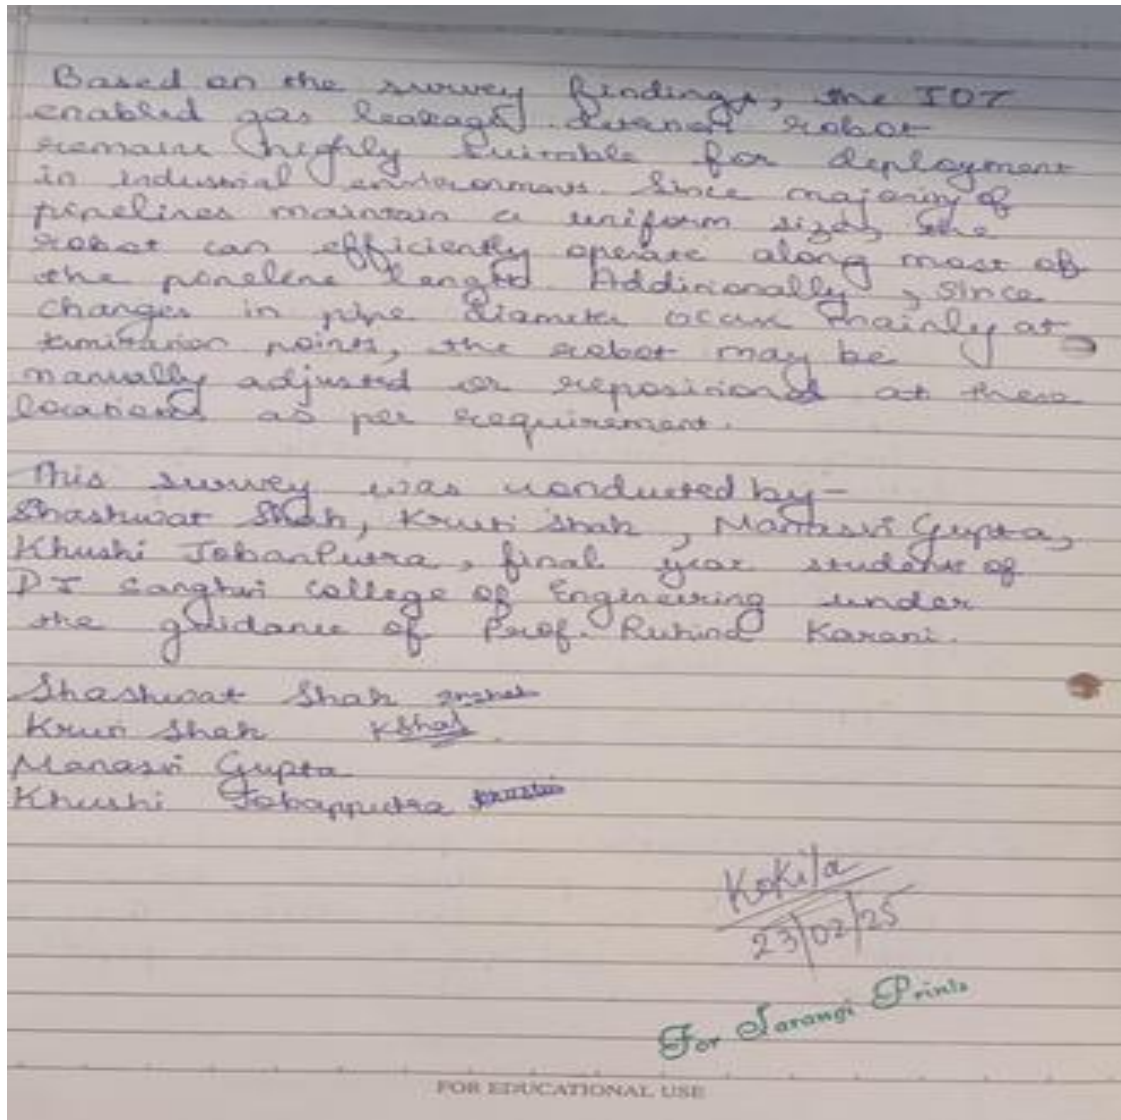 Based on the survey findings, the IOT
enabled gas leakage robot
remains highly suitable for deployment
in industrial environments. Since majority of
pipelines maintain a uniform size, the
robot can efficiently operate along most of
the pipeline length. Additionally, since
changes in pipe diameter occur mainly at
points, the robot may be
manually adjusted or repositioned at these
locations as per requirement.
This survey was conducted by-
Shashwat Shah, Kruti Shah, Manasvi Gupta,
Khushi JobanPutra, final year students of
DJ Sanghvi College of Engineering under
the guidance of Prof. Karani.
Shashwat Shah
Kruti Shah KShah
Manasvi Gupta
Khushi Jobanputra
Kokila
23/02/25
For Tarangi Prints
FOR EDUCATIONAL USE